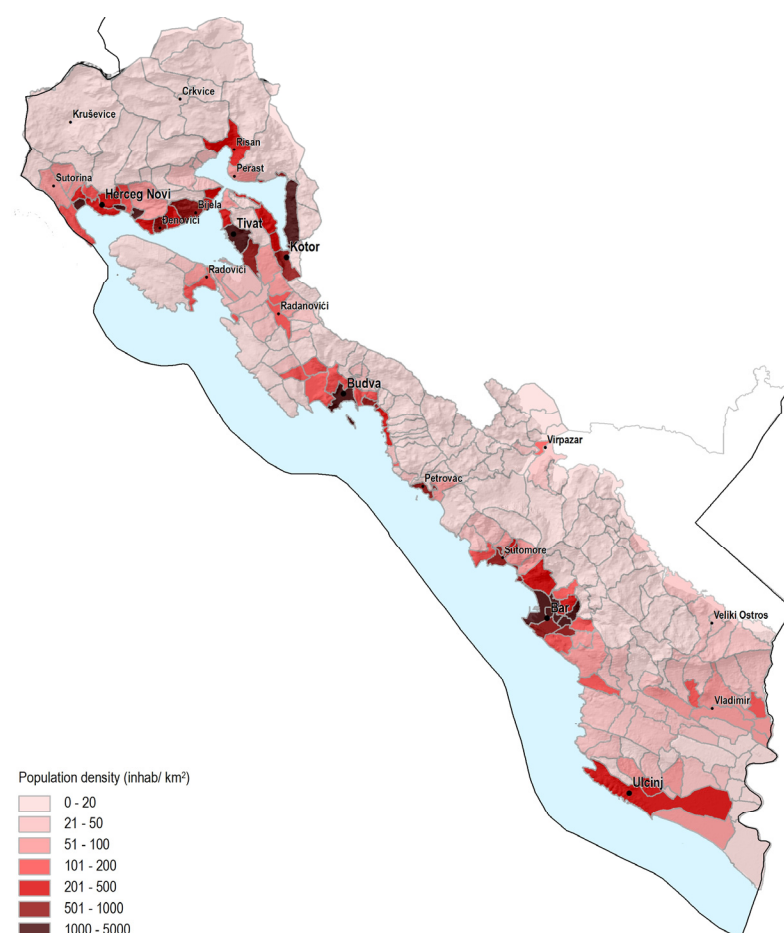 Crkvice
Kruševice
Risan
Perast
Sutorina
Herceg Novi
Bijela
Đenovići
Tivat
Kotor
Radovići
Radanovići
Budva
Virpazar
Petrovac
Sutomore
Bar
Veliki Ostros
Vladimir
Ulcinj
Population density (inhab/ km²)
0 - 20
21 - 50
51 - 100
101 - 200
201 - 500
501 - 1000
1000 - 5000